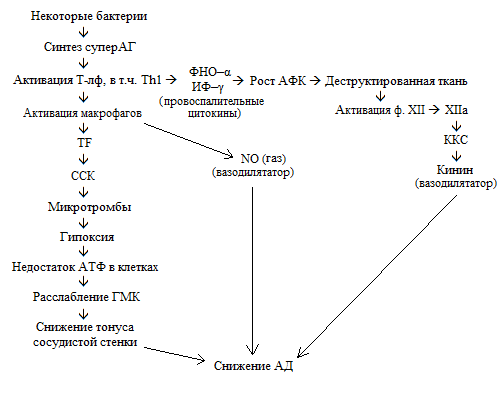 Некоторые бактерии
Синтез суперАГ
Активация Т-лф, в т.ч. Th1
ФНО–α
ИФ–γ
(провоспалительные
цитокины)
Рост АФК
Деструктированная ткань
Активация макрофагов
Активация ф. XII
XIIa
TF
ККС
NO (газ)
(вазодилятатор)
Кинин
(вазодилятатор)
ССК
Микротромбы
Гипоксия
Недостаток АТФ в клетках
Расслабление ГМК
Снижение тонуса
сосудистой стенки
Снижение АД